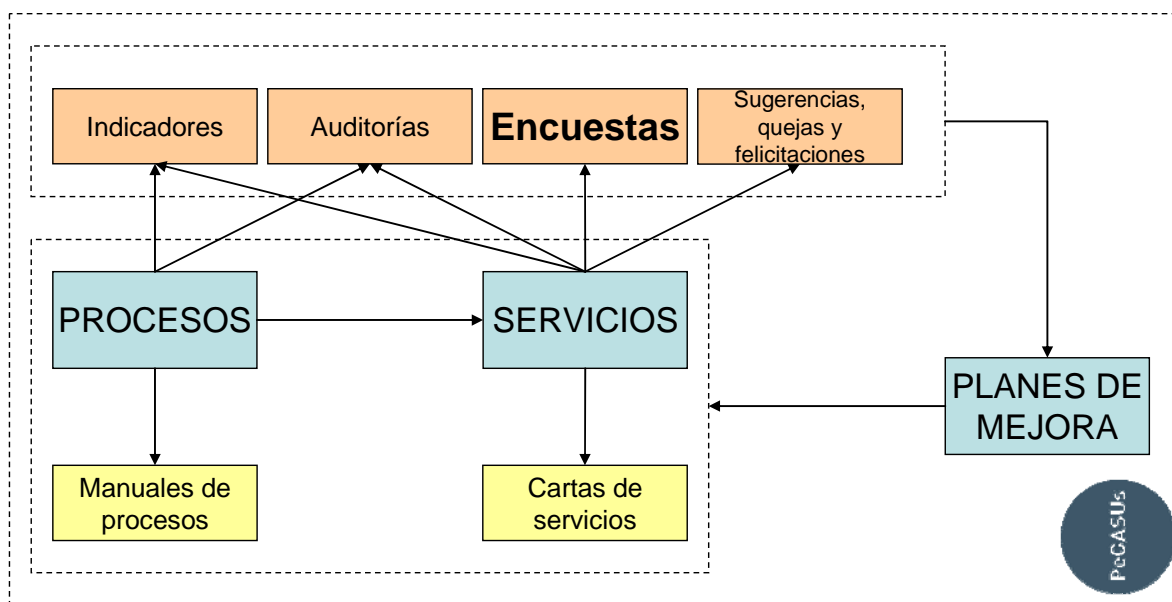 Indicadores
Auditorías
Encuestas
Sugerencias,
quejas y
felicitaciones
PROCESOS
SERVICIOS
PLANES DE
MEJORA
Manuales de
procesos
Cartas de
servicios
PeGASUs